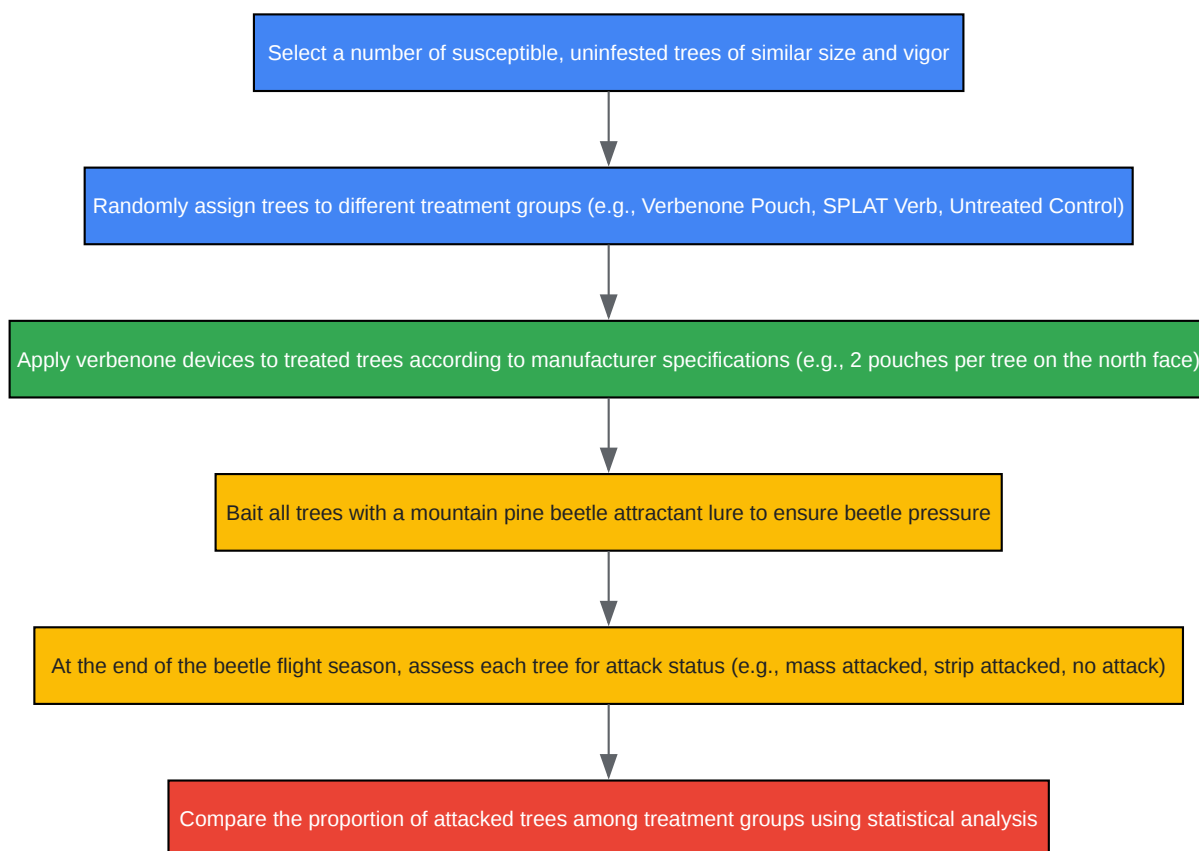 Select a number of susceptible, uninfested trees of similar size and vigor
Randomly assign trees to different treatment groups (e.g., Verbenone Pouch, SPLAT Verb, Untreated Control)
Apply verbenone devices to treated trees according to manufacturer specifications (e.g., 2 pouches per tree on the north face)
Bait all trees with a mountain pine beetle attractant lure to ensure beetle pressure
At the end of the beetle flight season, assess each tree for attack status (e.g., mass attacked, strip attacked, no attack)
Compare the proportion of attacked trees among treatment groups using statistical analysis